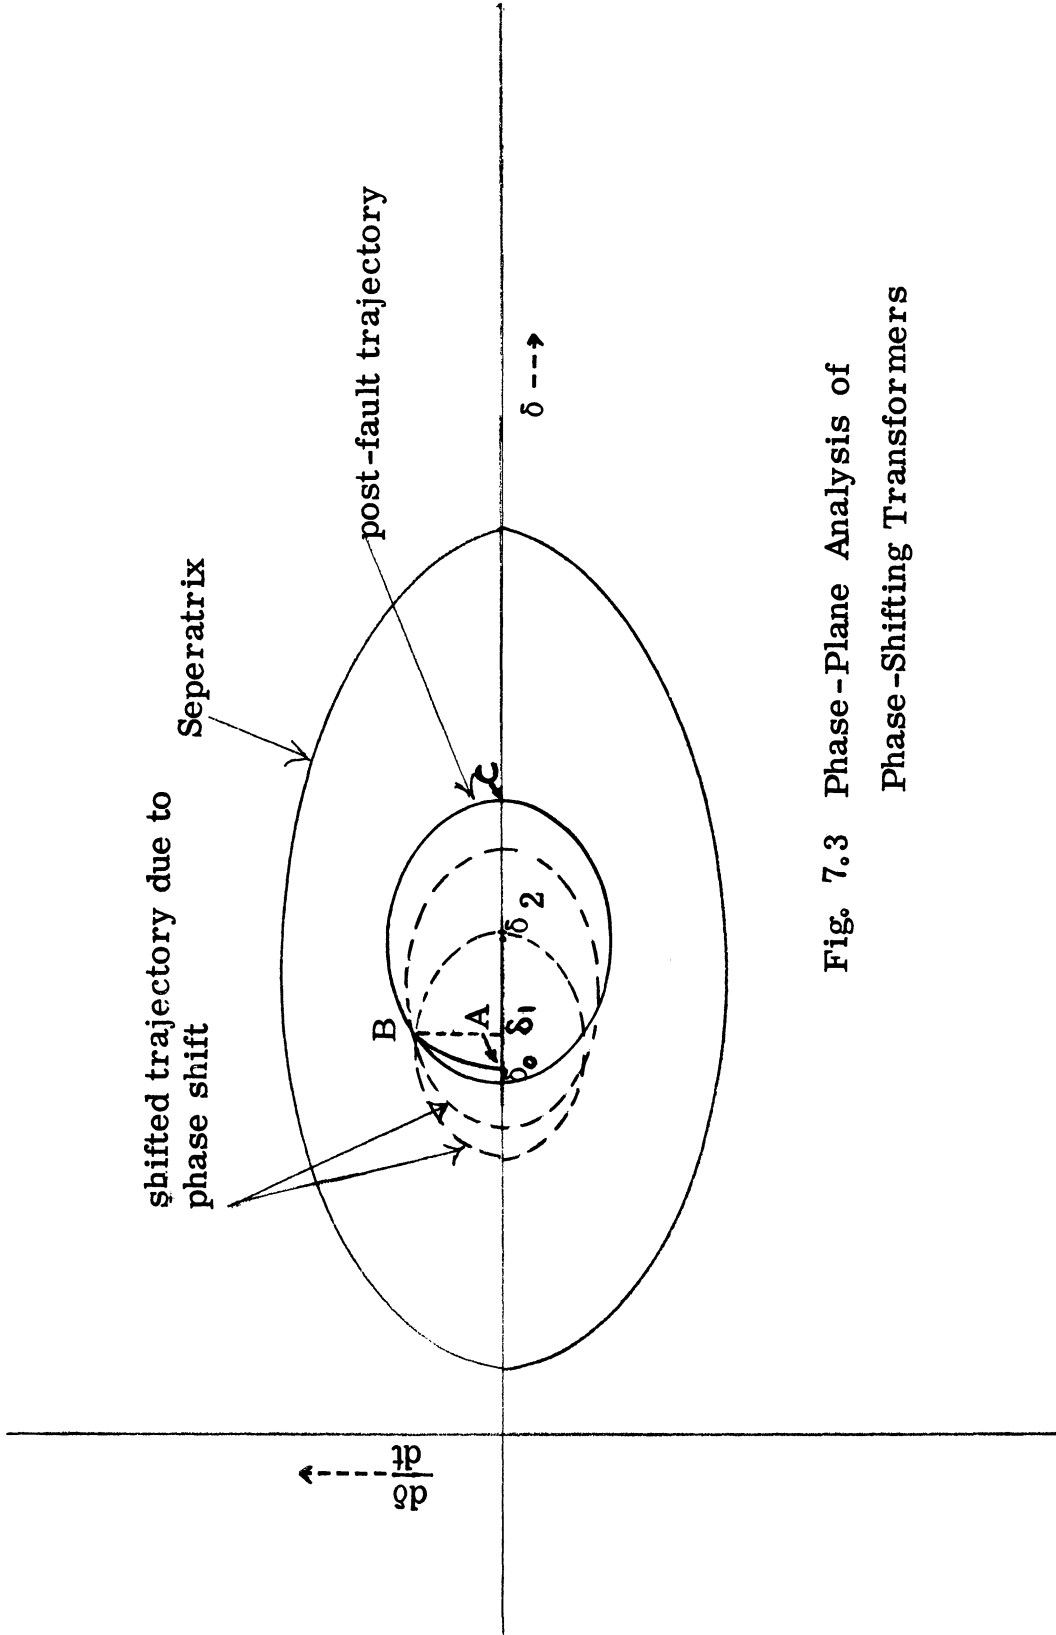 shifted trajectory due to
phase shift
Seperatrix
post-fault trajectory
dδ
dt
B
A
C
δ₀
δ1
δ2
δ --->
Fig. 7.3 Phase-Plane Analysis of
Phase-Shifting Transformers